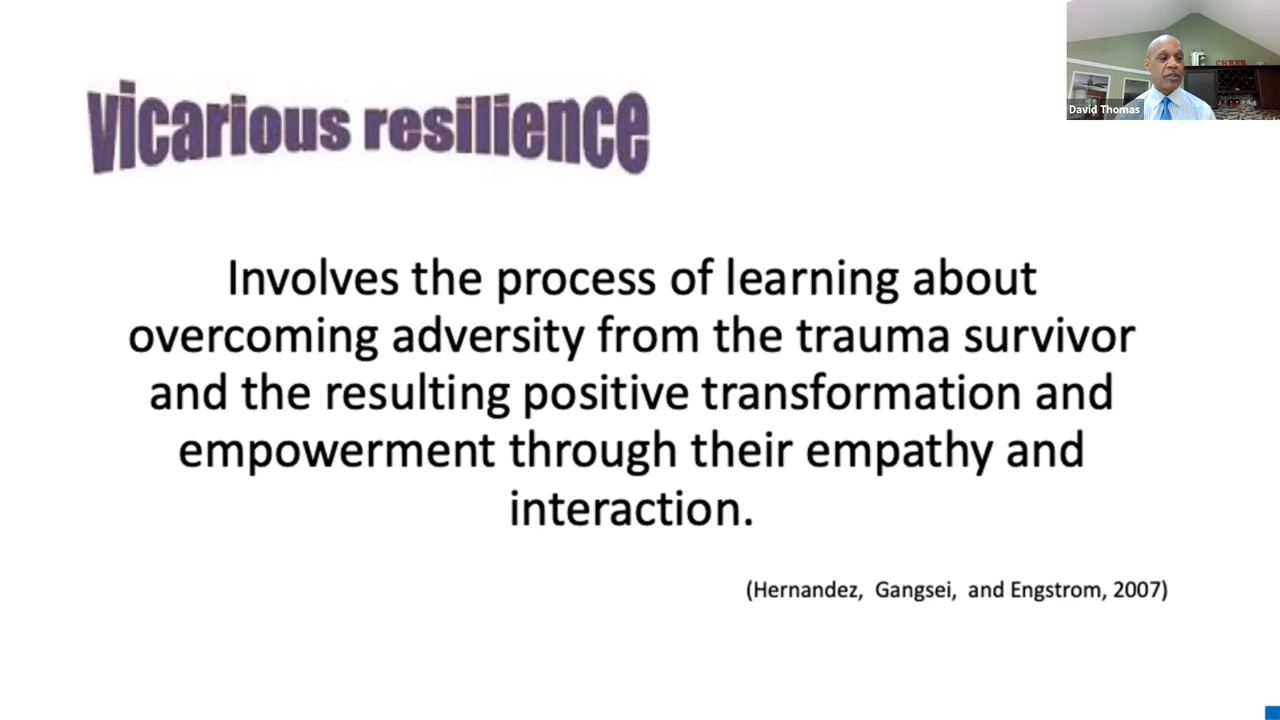 vicarious resilience
CHEER
David Thomas
Involves the process of learning about
overcoming adversity from the trauma survivor
and the resulting positive transformation and
empowerment through their empathy and
interaction.
(Hernandez,  Gangsei,  and Engstrom, 2007)